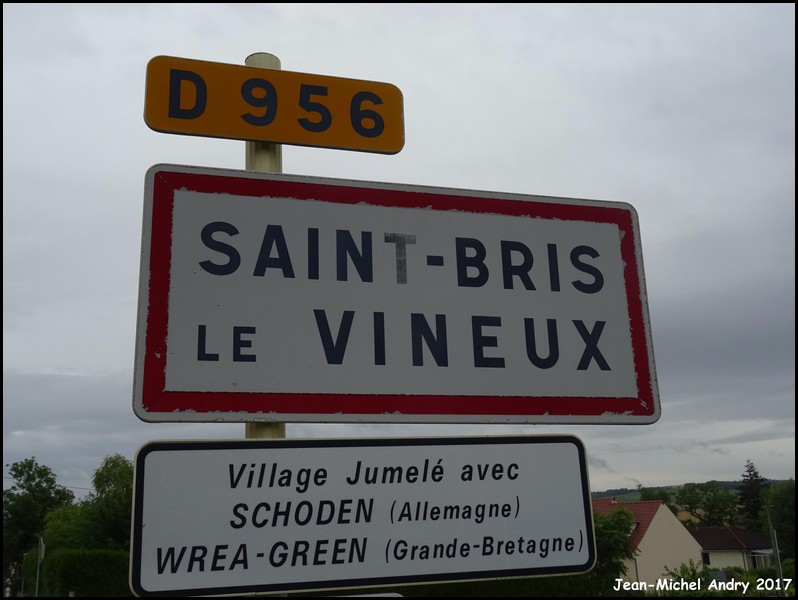 D 956
SAINT-BRIS
LE VINEUX
Village Jumelé avec
SCHODEN (Allemagne)
WREA-GREEN (Grande-Bretagne)
Jean-Michel Andry 2017